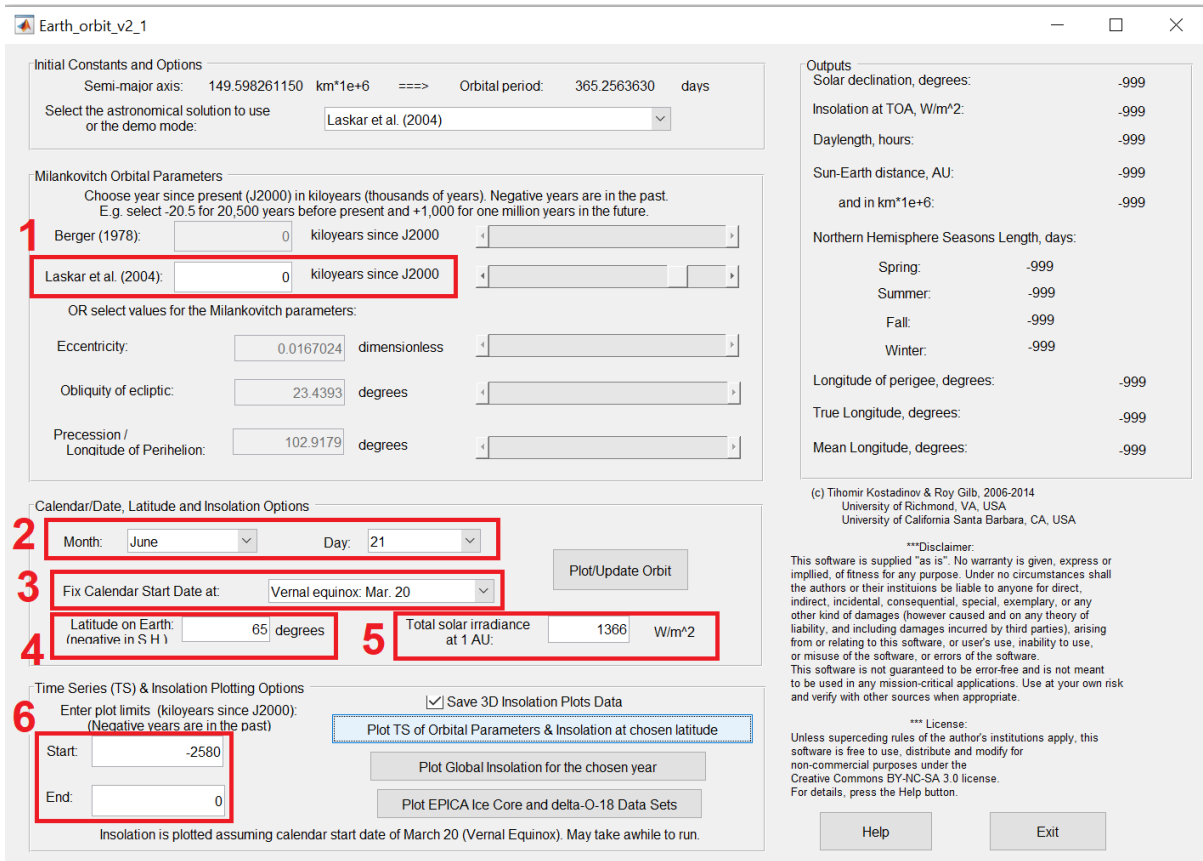 Earth_orbit_v2_1
Initial Constants and Options
Semi-major axis: 149.598261150 km*1e+6 ===> Orbital period: 365.2563630 days
Select the astronomical solution to use
or the demo mode:
Laskar et al. (2004)
Milankovitch Orbital Parameters
Choose year since present (J2000) in kiloyears (thousands of years). Negative years are in the past.
E.g. select -20.5 for 20,500 years before present and +1,000 for one million years in the future.
1
Berger (1978): 0 kiloyears since J2000
Laskar et al. (2004): 0 kiloyears since J2000
OR select values for the Milankovitch parameters:
Eccentricity: 0.0167024 dimensionless
Obliquity of ecliptic: 23.4393 degrees
Precession /
Longitude of Perihelion: 102.9179 degrees
Calendar/Date, Latitude and Insolation Options
2
Month: June Day: 21
3
Fix Calendar Start Date at: Vernal equinox: Mar. 20
Plot/Update Orbit
4
Latitude on Earth:
(negative in S.H.) 65 degrees
5
Total solar irradiance
at 1 AU: 1366 W/m^2
Time Series (TS) & Insolation Plotting Options
6
Enter plot limits (kiloyears since J2000):
(Negative years are in the past)
Start: -2580
End: 0
Save 3D Insolation Plots Data
Plot TS of Orbital Parameters & Insolation at chosen latitude
Plot Global Insolation for the chosen year
Plot EPICA Ice Core and delta-O-18 Data Sets
Insolation is plotted assuming calendar start date of March 20 (Vernal Equinox). May take awhile to run.
Outputs
Solar declination, degrees: -999
Insolation at TOA, W/m^2: -999
Daylength, hours: -999
Sun-Earth distance, AU: -999
and in km*1e+6: -999
Northern Hemisphere Seasons Length, days:
Spring: -999
Summer: -999
Fall: -999
Winter: -999
Longitude of perigee, degrees: -999
True Longitude, degrees: -999
Mean Longitude, degrees: -999
(c) Tihomir Kostadinov & Roy Gilb, 2006-2014
University of Richmond, VA, USA
University of California Santa Barbara, CA, USA
***Disclaimer:
This software is supplied "as is". No warranty is given, express or
impllied, of fitness for any purpose. Under no circumstances shall
the authors or their instituions be liable to anyone for direct,
indirect, incidental, consequential, special, exemplary, or any
other kind of damages (however caused and on any theory of
liability, and including damages incurred by third parties), arising
from or relating to this software, or user's use, inability to use,
or misuse of the software, or errors of the software.
This software is not guaranteed to be error-free and is not meant
to be used in any mission-critical applications. Use at your own risk
and verify with other sources when appropriate.
*** License:
Unless superceding rules of the author's institutions apply, this
software is free to use, distribute and modify for
non-commercial purposes under the
Creative Commons BY-NC-SA 3.0 license.
For details, press the Help button.
Help
Exit